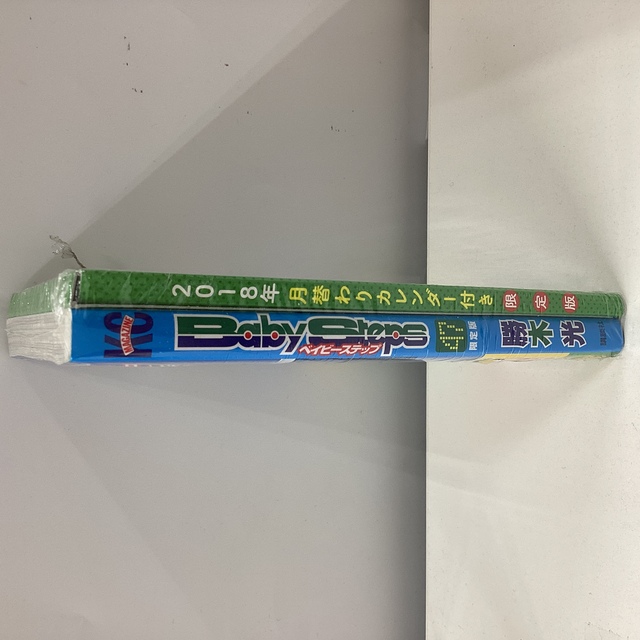 2018年 月替わりカレンダー付き 限定版
KC
MAGAZINE
Baby Steps
ベイビーステップ
47
限定版
勝木光